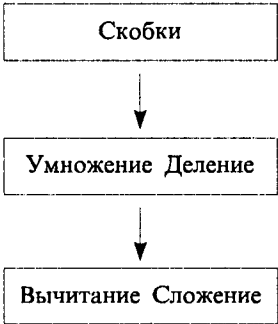 Скобки
Умножение Деление
Вычитание Сложение